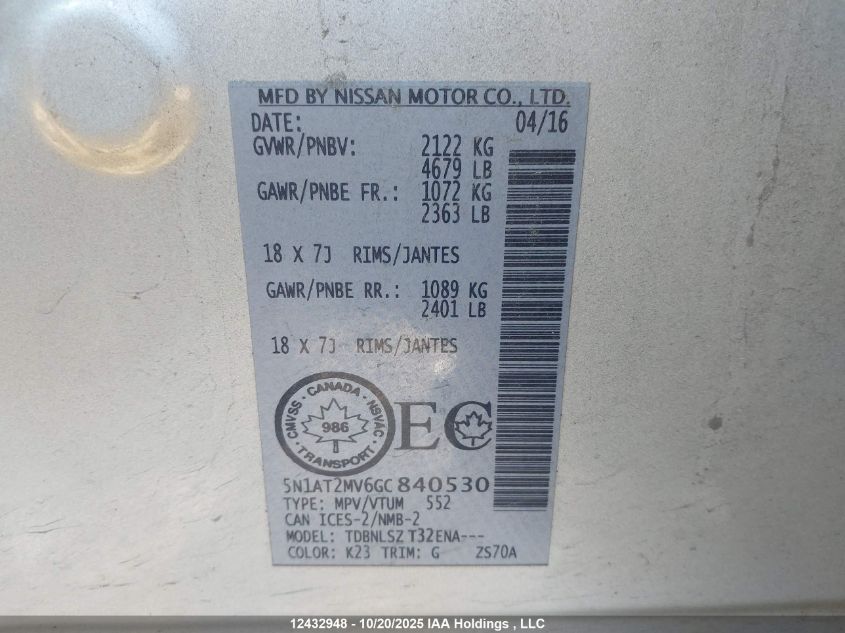 MFD BY NISSAN MOTOR CO., LTD.
DATE: 04/16
GVWR/PNBV: 2122 KG
4679 LB
GAWR/PNBE FR.: 1072 KG
2363 LB
18 X 7J RIMS/JANTES
GAWR/PNBE RR.: 1089 KG
2401 LB
18 X 7J RIMS/JANTES
CMVSS • CANADA • NSVAC • TRANSPORT •
986
EC
5N1AT2MV6GC840530
TYPE: MPV/VTUM 552
CAN ICES-2/NMB-2
MODEL: TDBNLSZ T32ENA---
COLOR: K23 TRIM: G ZS70A
12432948 - 10/20/2025 IAA Holdings , LLC